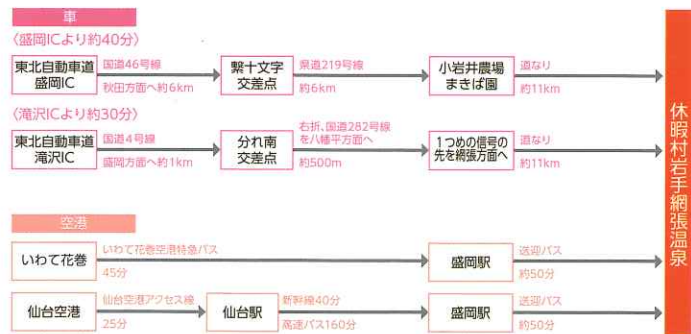 車
〈盛岡ICより約40分〉
東北自動車道
盛岡IC
国道46号線
秋田方面へ約6km
繋十文字
交差点
県道219号線
約6km
小岩井農場
まきば園
道なり
約11km
〈滝沢ICより約30分〉
東北自動車道
滝沢IC
国道4号線
盛岡方面へ約1km
分れ南
交差点
右折、国道282号線
を八幡平方面へ
約500m
1つめの信号の
先を網張方面へ
道なり
約11km
休暇村岩手網張温泉
空港
いわて花巻
いわて花巻空港特急バス
45分
盛岡駅
送迎バス
約50分
仙台空港
仙台空港アクセス線
25分
仙台駅
新幹線40分
高速バス160分
盛岡駅
送迎バス
約50分